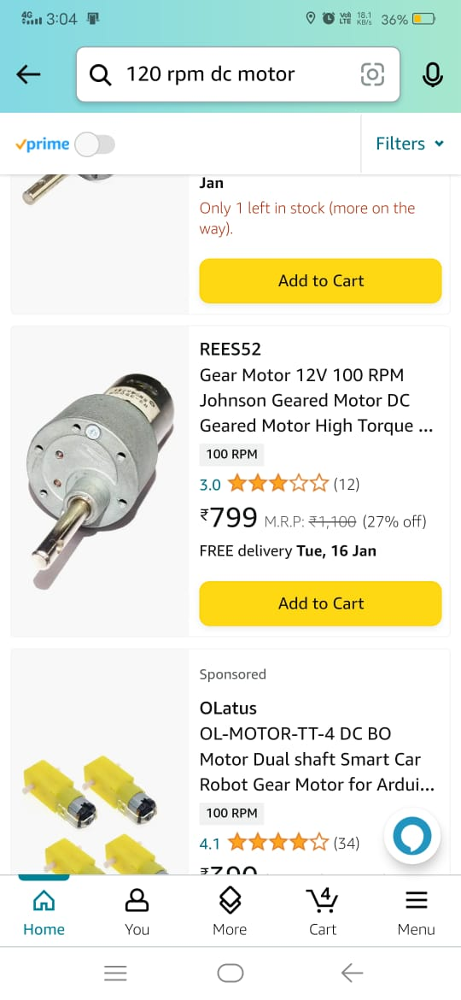 4G 3:04 Vo) LTE 18.1 KB/s 36%
120 rpm dc motor
prime Filters
Jan
Only 1 left in stock (more on the
way).
Add to Cart
REES52
Gear Motor 12V 100 RPM
Johnson Geared Motor DC
Geared Motor High Torque ...
100 RPM
3.0 (12)
₹799 M.R.P: ₹1,100 (27% off)
FREE delivery Tue, 16 Jan
Add to Cart
Sponsored
OLatus
OL-MOTOR-TT-4 DC BO
Motor Dual shaft Smart Car
Robot Gear Motor for Ardui...
100 RPM
4.1 (34)
4
Home You More Cart Menu